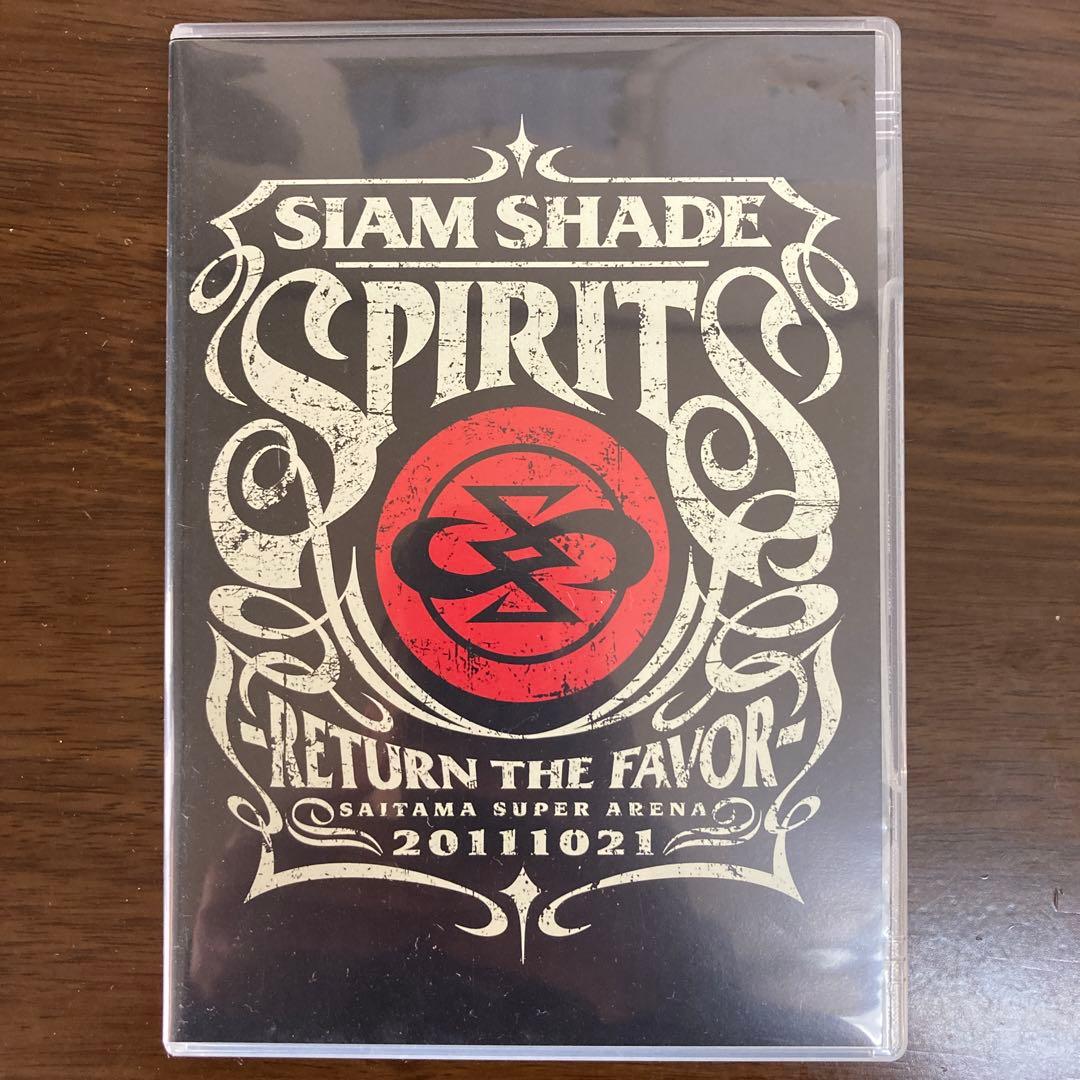 SIAM SHADE
SPIRITS
-RETURN THE FAVOR-
SAITAMA SUPER ARENA
20111021